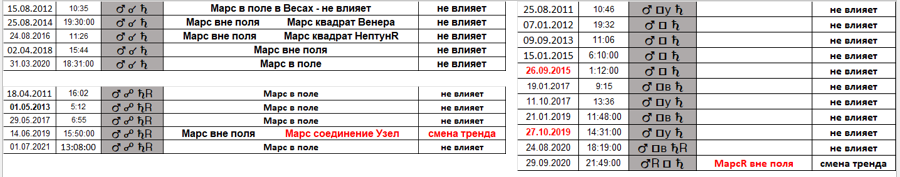 15.08.2012 10:35 ♂ ☌ ♄ Марс в поле в Весах - не влияет не влияет
25.08.2014 19:30:00 ♂ ☌ ♄ Марс вне поля Марс квадрат Венера не влияет
24.08.2016 11:26 ♂ ☌ ♄ Марс вне поля Марс квадрат НептунR не влияет
02.04.2018 15:44 ♂ ☌ ♄ Марс вне поля не влияет
31.03.2020 18:31:00 ♂ ☌ ♄ Марс в поле не влияет
18.04.2011 16:02 ♂ ☍ ♄R Марс в поле не влияет
01.05.2013 5:12 ♂ ☍ ♄R Марс в поле не влияет
29.05.2017 6:55 ♂ ☍ ♄R Марс в поле не влияет
14.06.2019 15:50:00 ♂ ☍ ♄R Марс вне поля Марс соединение Узел смена тренда
01.07.2021 13:08:00 ♂ ☍ ♄R Марс в поле не влияет
25.08.2011 10:46 ♂ □у ♄ не влияет
07.01.2012 19:32 ♂ □ ♄ не влияет
09.09.2013 11:06 ♂ □ ♄ не влияет
15.01.2015 6:10:00 ♂ □ ♄ не влияет
26.09.2015 1:12:00 ♂ □ ♄ не влияет
19.01.2017 9:15 ♂ □в ♄ не влияет
11.10.2017 13:36 ♂ □у ♄ не влияет
21.01.2019 11:48:00 ♂ □в ♄ не влияет
27.10.2019 14:31:00 ♂ □у ♄ не влияет
24.08.2020 18:19:00 ♂ □в ♄R не влияет
29.09.2020 21:49:00 ♂R □ ♄ МарсR вне поля смена тренда